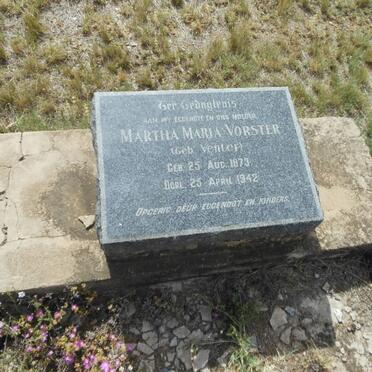 Ter Gedagtenis
AAN MY EGGENOTE EN ONS MOEDER
MARTHA MARIA VORSTER
(Geb Venter)
GEB. 25 AUG. 1873
OORL. 25 APRIL 1942
OPGERIG DEUR EGGENOOT EN KINDERS.